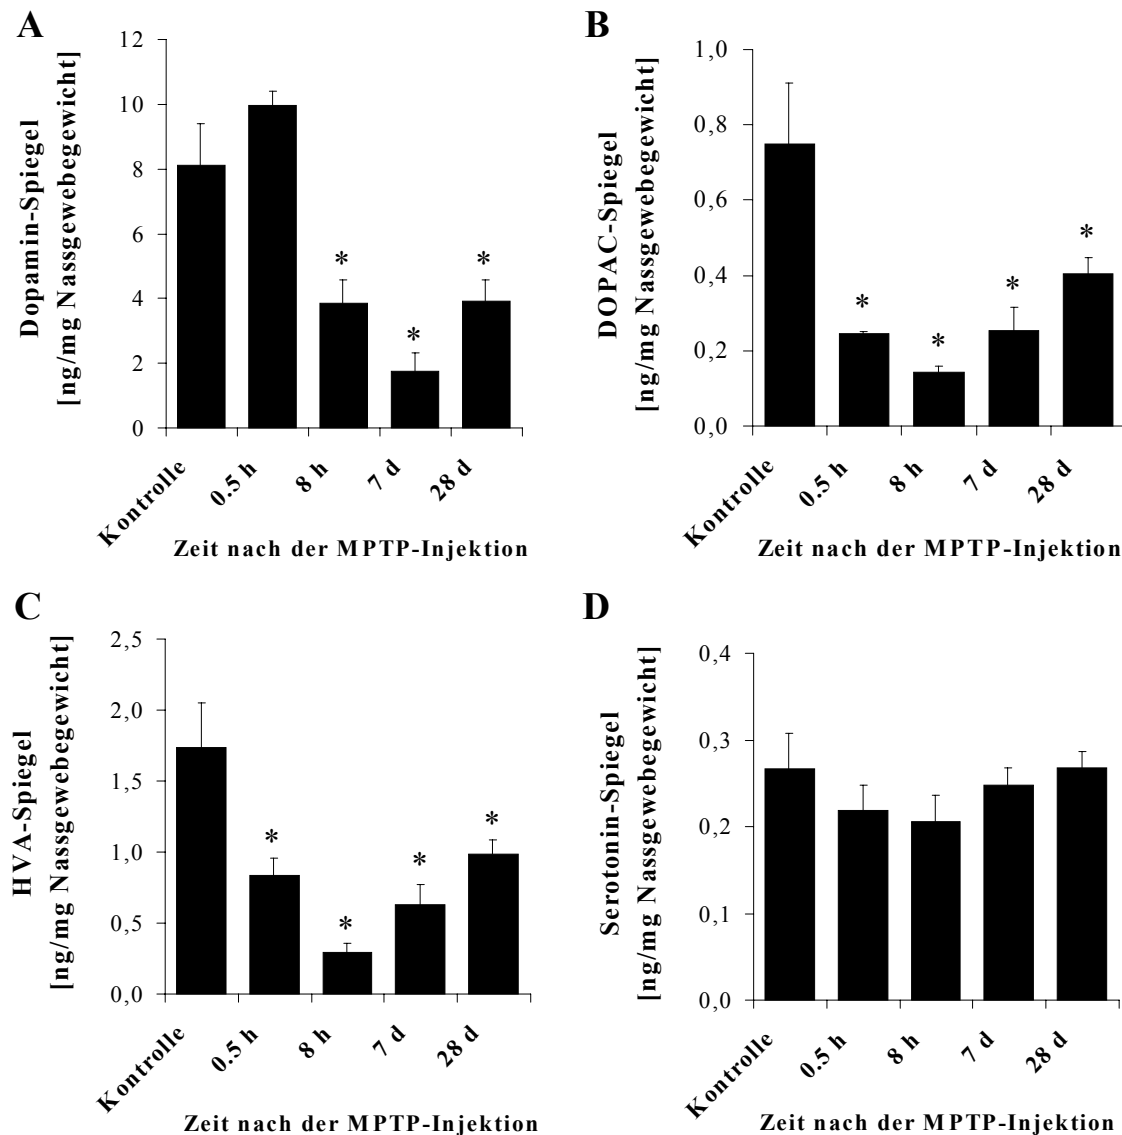 A
Dopamin-Spiegel
[ng/mg Nassgewebegewicht]
12
10
8
6
4
2
0
*
*
*
Kontrolle
0.5 h
8 h
7 d
28 d
Zeit nach der MPTP-Injektion
B
DOPAC-Spiegel
[ng/mg Nassgewebegewicht]
1,0
0,8
0,6
0,4
0,2
0,0
*
*
*
*
Kontrolle
0.5 h
8 h
7 d
28 d
Zeit nach der MPTP-Injektion
C
HVA-Spiegel
[ng/mg Nassgewebegewicht]
2,5
2,0
1,5
1,0
0,5
0,0
*
*
*
*
Kontrolle
0.5 h
8 h
7 d
28 d
Zeit nach der MPTP-Injektion
D
Serotonin-Spiegel
[ng/mg Nassgewebegewicht]
0,4
0,3
0,2
0,1
0,0
Kontrolle
0.5 h
8 h
7 d
28 d
Zeit nach der MPTP-Injektion